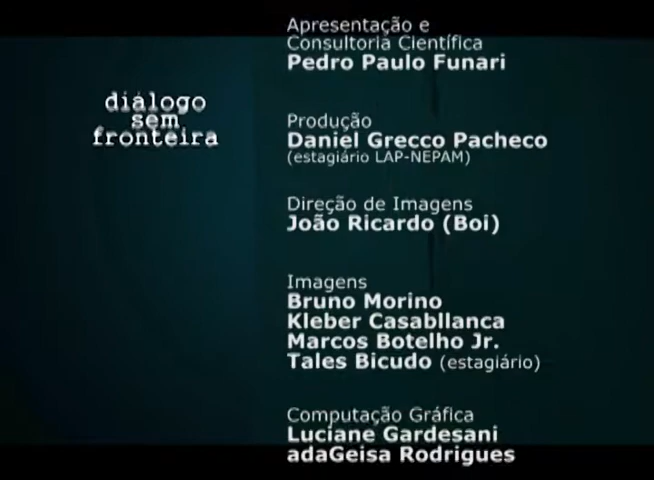 Apresentação e
Consultoria Científica
Pedro Paulo Funari
diálogo
sem
fronteira
Produção
Daniel Grecco Pacheco
(estagiário LAP-NEPAM)
Direção de Imagens
João Ricardo (Boi)
Imagens
Bruno Morino
Kleber Casabllanca
Marcos Botelho Jr.
Tales Bicudo (estagiário)
Computação Gráfica
Luciane Gardesani
adaGeisa Rodrigues